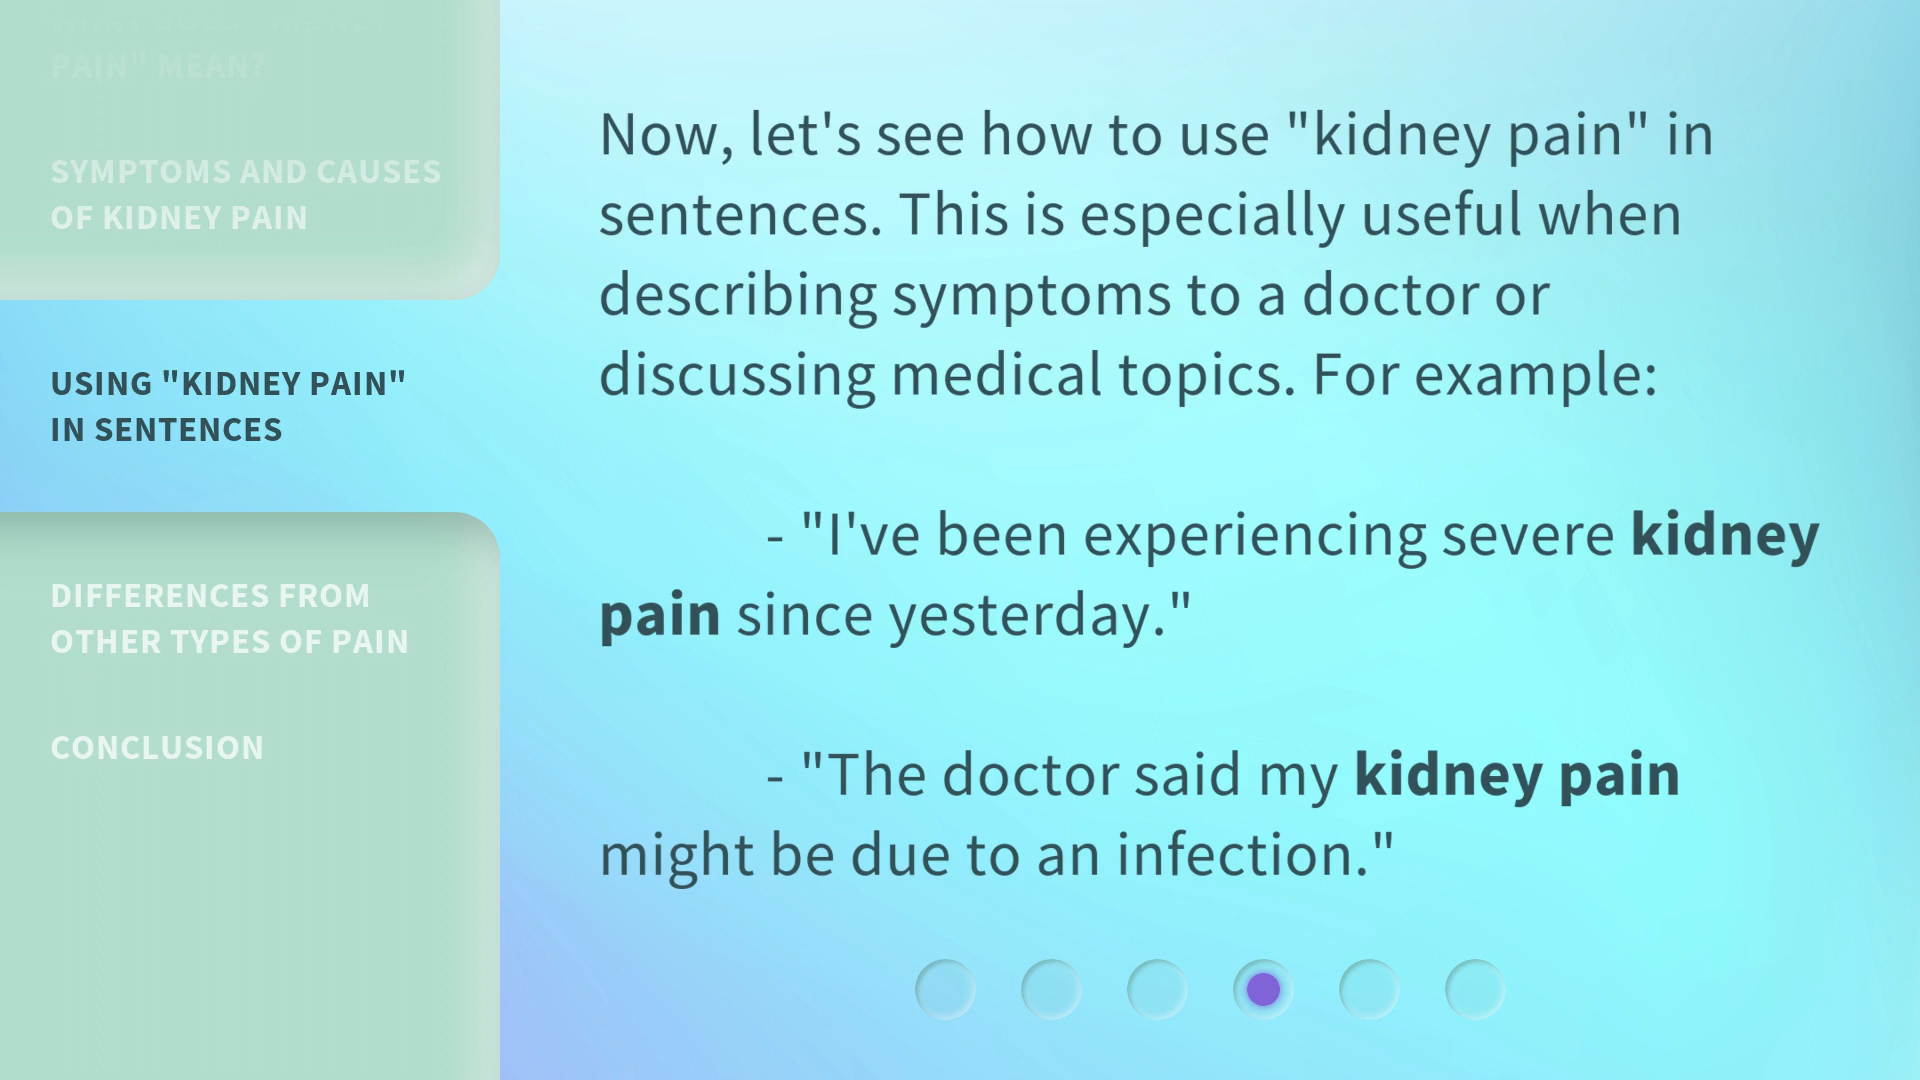 PAIN" MEAN?
SYMPTOMS AND CAUSES
OF KIDNEY PAIN
USING "KIDNEY PAIN"
IN SENTENCES
DIFFERENCES FROM
OTHER TYPES OF PAIN
CONCLUSION
Now, let's see how to use "kidney pain" in
sentences. This is especially useful when
describing symptoms to a doctor or
discussing medical topics. For example:
- "I've been experiencing severe kidney
pain since yesterday."
- "The doctor said my kidney pain
might be due to an infection."